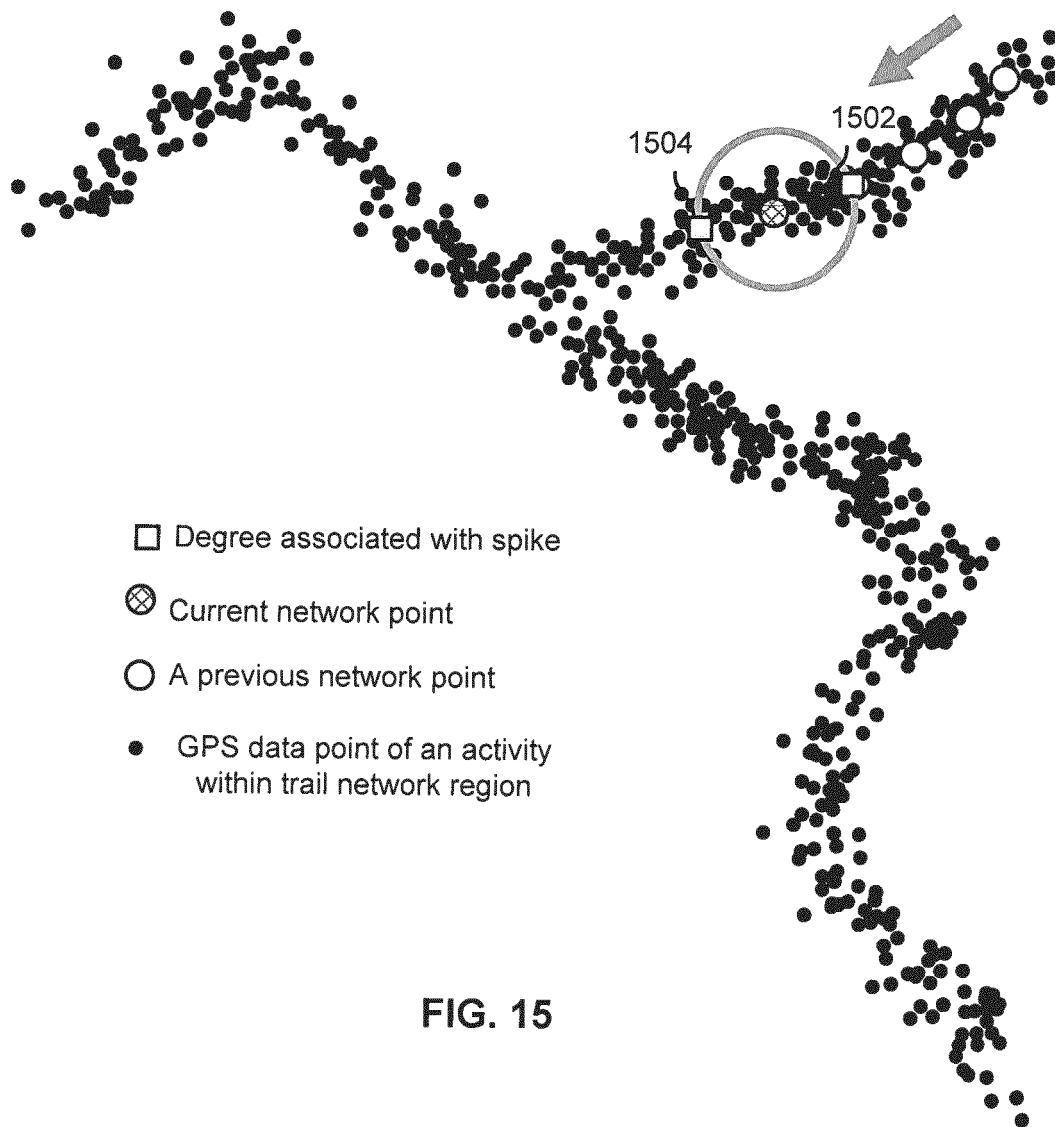 1502
1504
Degree associated with spike
Current network point
A previous network point
GPS data point of an activity
within trail network region
FIG. 15